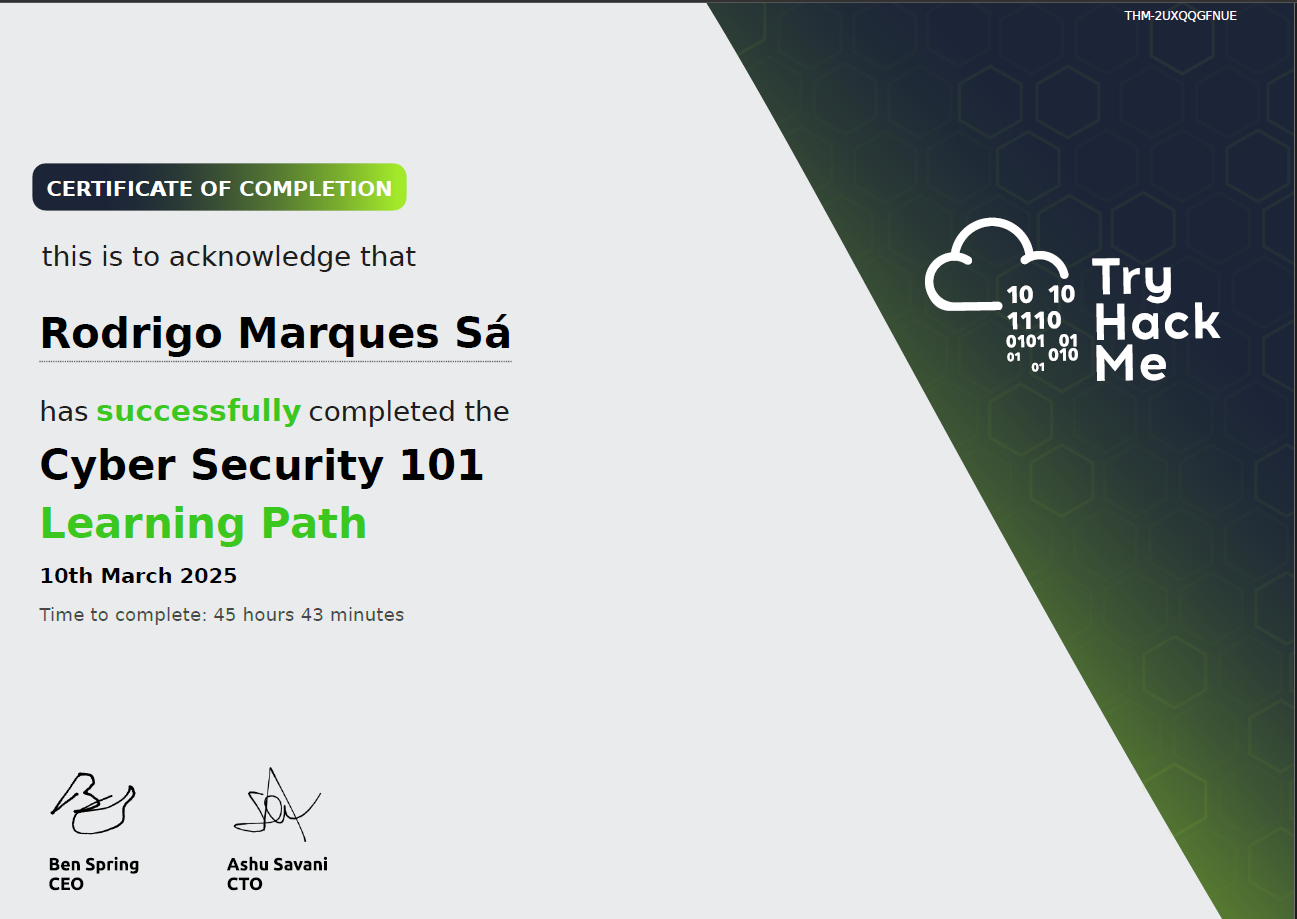 THM-2UXQQGFNUE
CERTIFICATE OF COMPLETION
this is to acknowledge that
Rodrigo Marques Sá
has successfully completed the
Cyber Security 101
Learning Path
10th March 2025
Time to complete: 45 hours 43 minutes
10 10
1110
0101 01
01 010
01
Try
Hack
Me
Ben Spring
CEO
Ashu Savani
CTO